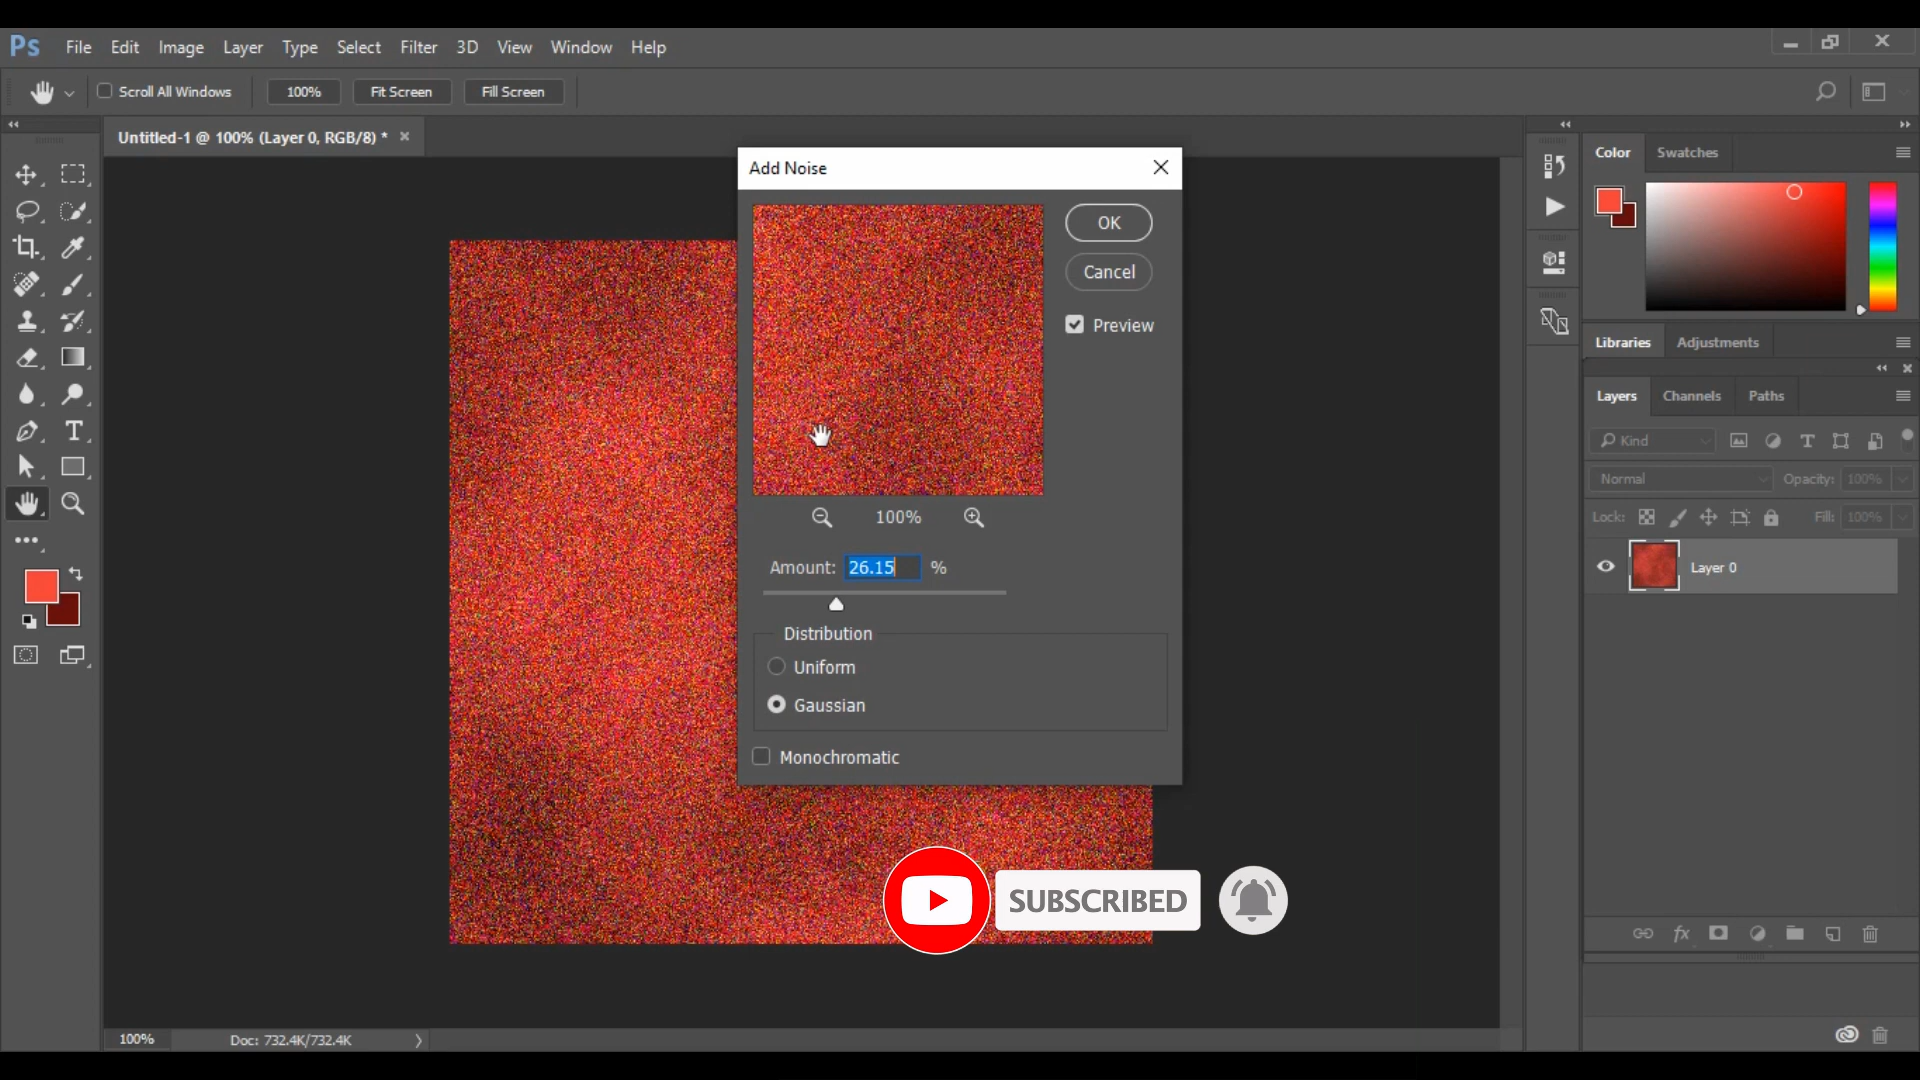 Ps File Edit Image Layer Type Select Filter 3D View Window Help
Scroll All Windows 100% Fit Screen Fill Screen
Untitled-1 @ 100% (Layer 0, RGB/8) *
Add Noise
OK
Cancel
Preview
100%
Amount: 26.15 %
Distribution
Uniform
Gaussian
Monochromatic
Color Swatches
Libraries Adjustments
Layers Channels Paths
Kind
Normal Opacity: 100%
Lock: Fill: 100%
Layer 0
fx
SUBSCRIBED
100% Doc: 732.4K/732.4K